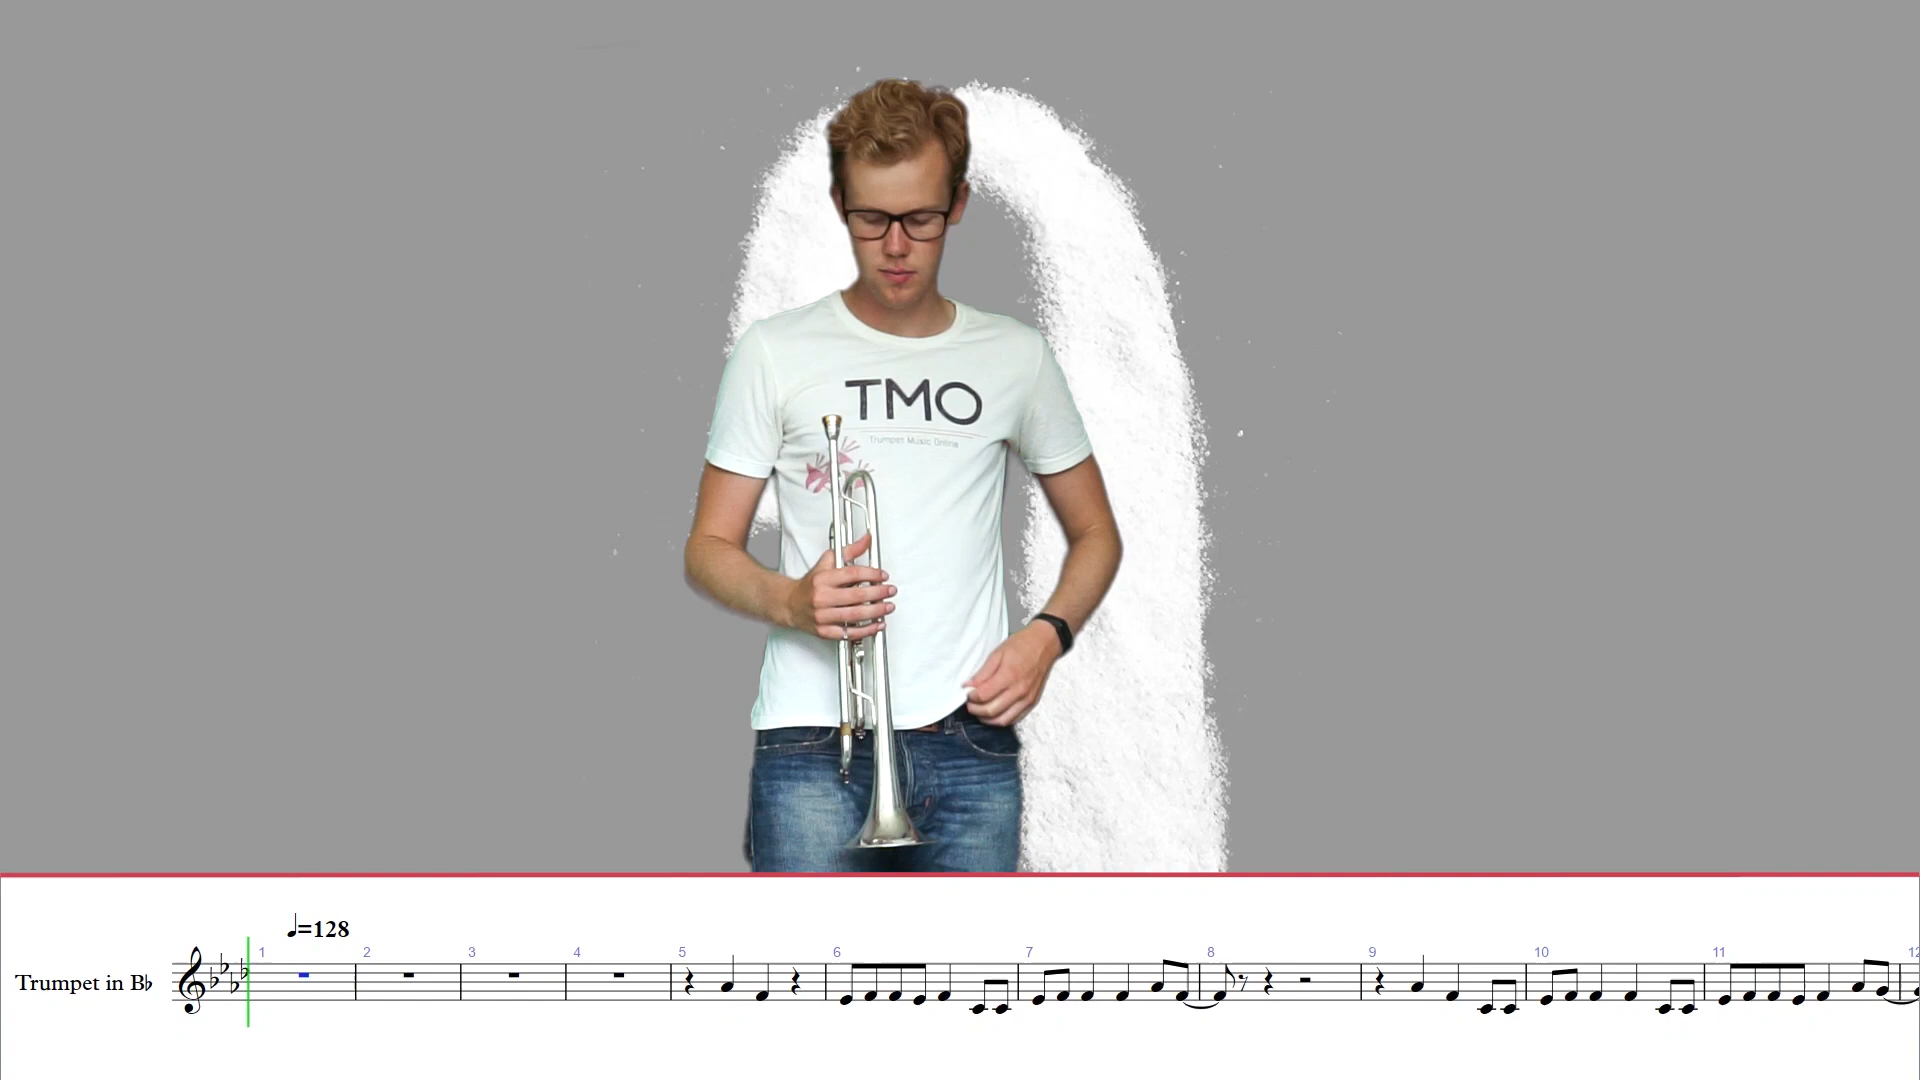 TMO
Trumpet Music Online
♩=128
1 2 3 4 5 6 7 8 9 10 11 12
Trumpet in B♭